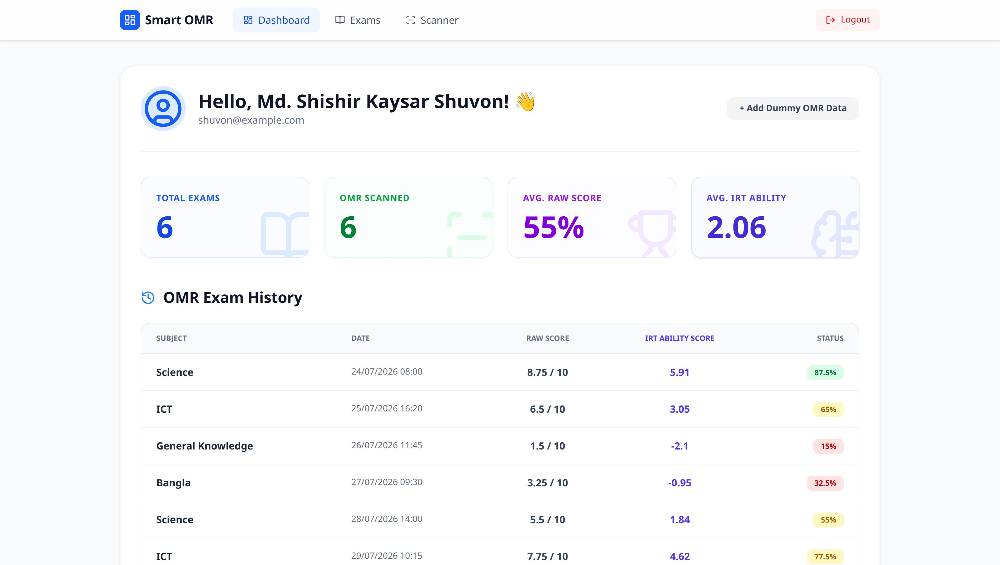 Smart OMR Dashboard Exams Scanner Logout
Hello, Md. Shishir Kaysar Shuvon! 👋
shuvon@example.com
+ Add Dummy OMR Data
TOTAL EXAMS
6
OMR SCANNED
6
AVG. RAW SCORE
55%
AVG. IRT ABILITY
2.06
OMR Exam History
SUBJECT DATE RAW SCORE IRT ABILITY SCORE STATUS
Science 24/07/2026 08:00 8.75 / 10 5.91 87.5%
ICT 25/07/2026 16:20 6.5 / 10 3.05 65%
General Knowledge 26/07/2026 11:45 1.5 / 10 -2.1 15%
Bangla 27/07/2026 09:30 3.25 / 10 -0.95 32.5%
Science 28/07/2026 14:00 5.5 / 10 1.84 55%
ICT 29/07/2026 10:15 7.75 / 10 4.62 77.5%